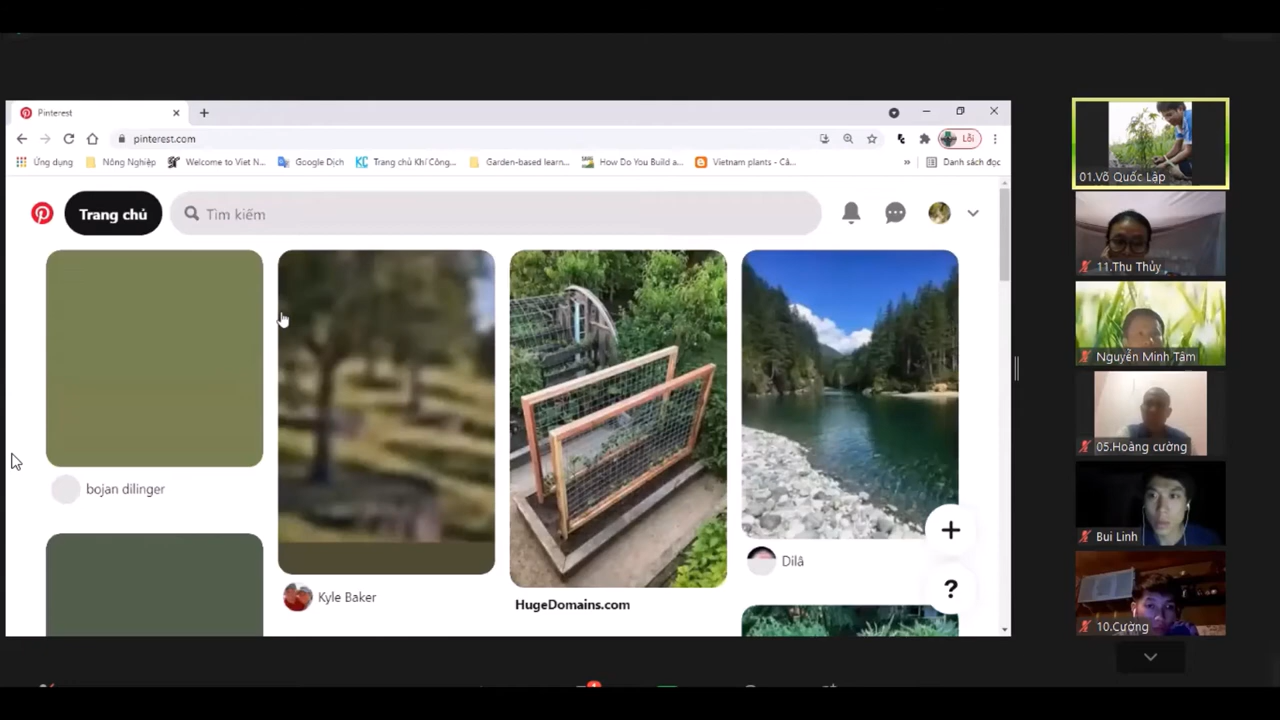 Pinterest
pinterest.com
Lỗi
Ứng dụng
Nông Nghiệp
Welcome to Viet N...
Google Dịch
Trang chủ Khí Công...
Garden-based learn...
How Do You Build a...
Vietnam plants - Câ...
»
Danh sách đọc
Trang chủ
Tìm kiếm
bojan dilinger
Kyle Baker
HugeDomains.com
Dilâ
+
?
01.Võ Quốc Lập
11.Thu Thủy
Nguyễn Minh Tâm
05.Hoàng cường
Bui Linh
10.Cường